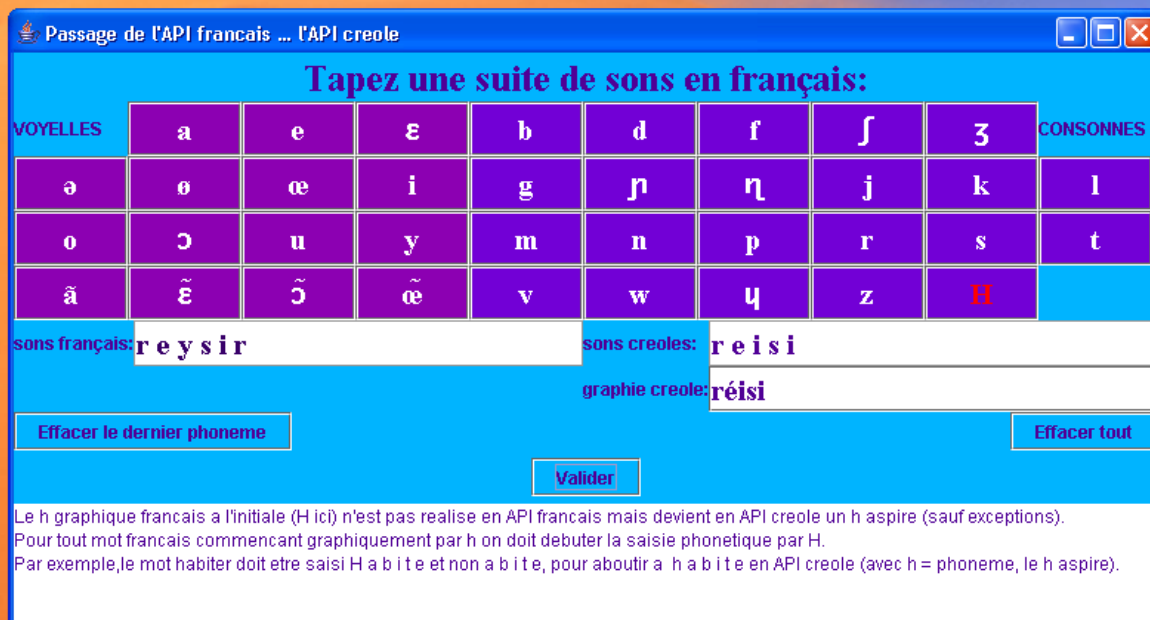 Passage de l'API francais ... l'API creole
Tapez une suite de sons en français:
VOYELLES a e ɛ b d f ʃ ʒ CONSONNES
ə ø œ i g ɲ ɳ j k l
o ɔ u y m n p r s t
ã ɛ̃ ɔ̃ œ̃ v w ɥ z H
sons français: r e y s i r sons creoles: r e i s i
graphie creole: réisi
Effacer le dernier phoneme Effacer tout
Valider
Le h graphique francais a l'initiale (H ici) n'est pas realise en API francais mais devient en API creole un h aspire (sauf exceptions).
Pour tout mot francais commencant graphiquement par h on doit debuter la saisie phonetique par H.
Par exemple,le mot habiter doit etre saisi H a b i t e et non a b i t e, pour aboutir a h a b i t e en API creole (avec h = phoneme, le h aspire).